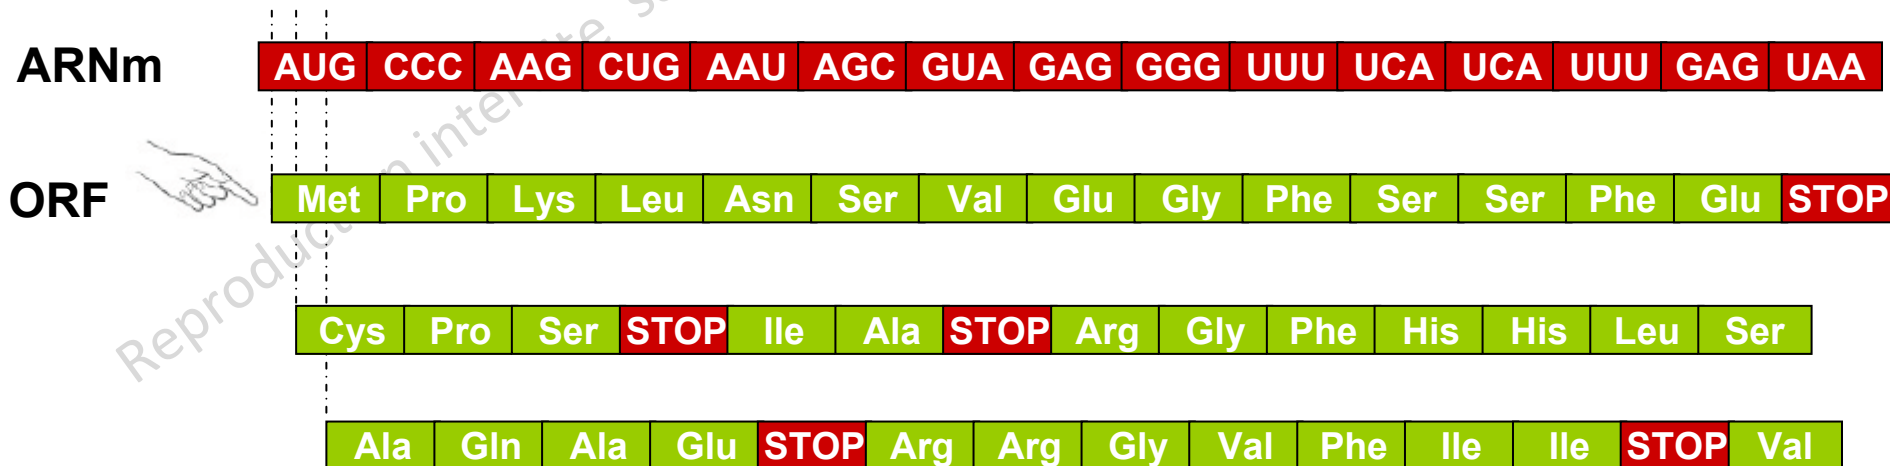 ARNm AUG CCC AAG CUG AAU AGC GUA GAG GGG UUU UCA UCA UUU GAG UAA
ORF Met Pro Lys Leu Asn Ser Val Glu Gly Phe Ser Ser Phe Glu STOP
Cys Pro Ser STOP Ile Ala STOP Arg Gly Phe His His Leu Ser
Ala Gln Ala Glu STOP Arg Arg Gly Val Phe Ile Ile STOP Val